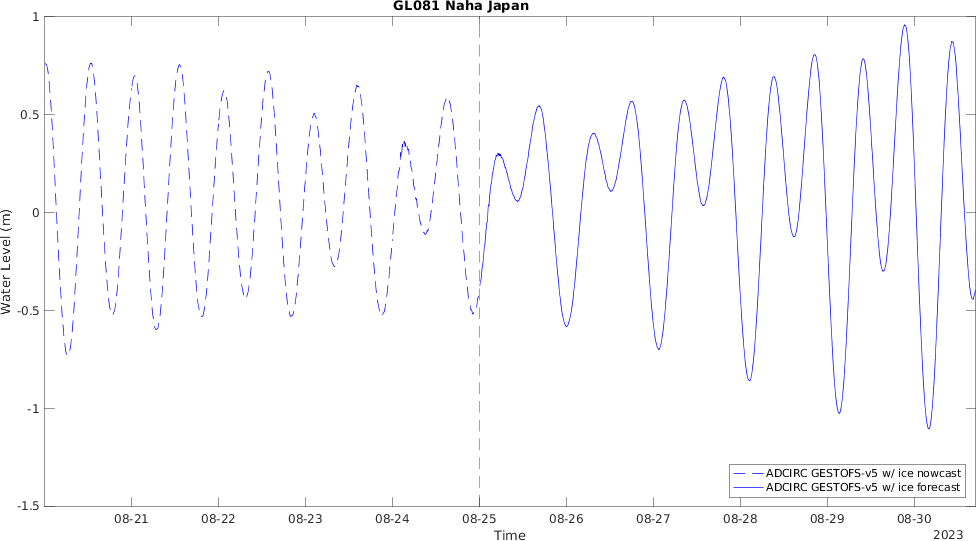 GL081 Naha Japan
1
0.5
0
-0.5
-1
-1.5
Water Level (m)
ADCIRC GESTOFS-v5 w/ ice nowcast
ADCIRC GESTOFS-v5 w/ ice forecast
08-21 08-22 08-23 08-24 08-25 08-26 08-27 08-28 08-29 08-30
Time
2023